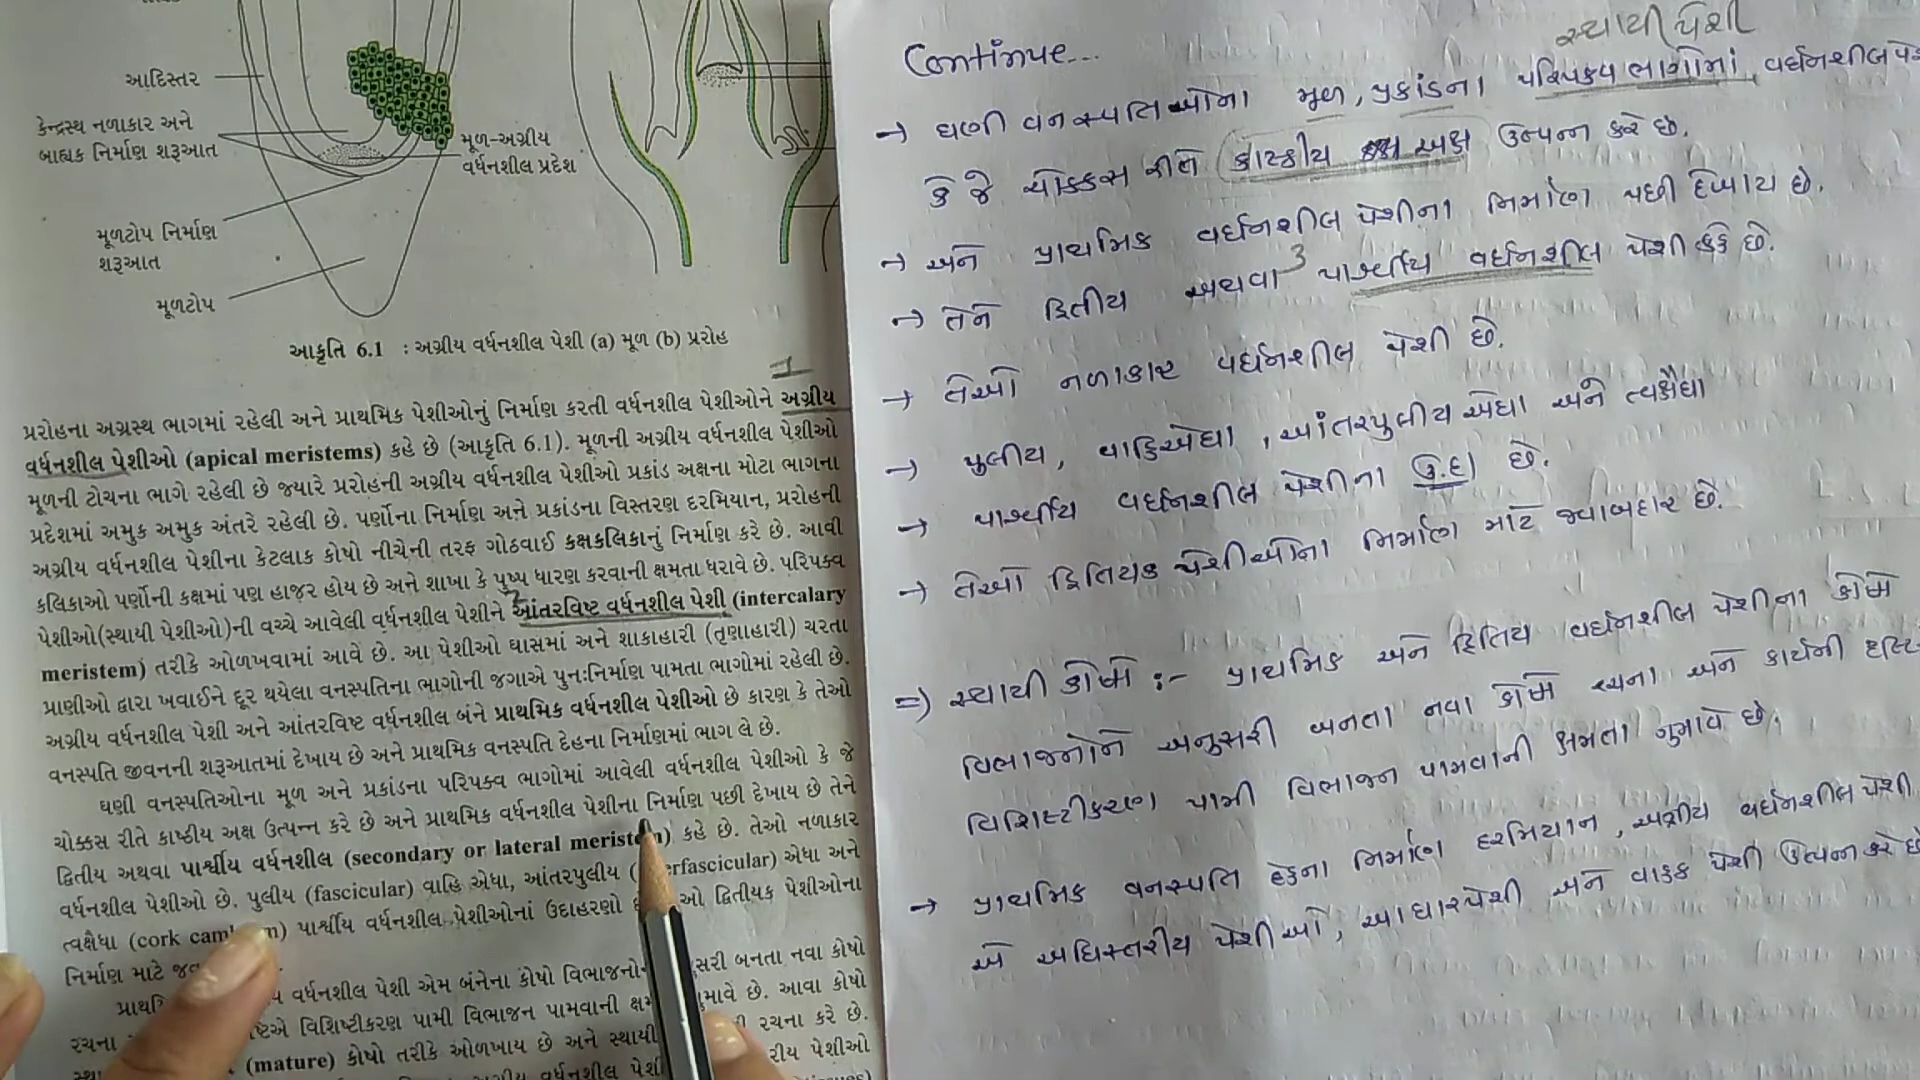 આદિસ્તર
કેન્દ્રસ્થ નળાકાર અને
બાહ્યક નિર્માણ શરૂઆત
મૂળ-અગ્રીય
વર્ધનશીલ પ્રદેશ
મૂળટોપ નિર્માણ
શરૂઆત
મૂળટોપ
આકૃતિ 6.1 : અગ્રીય વર્ધનશીલ પેશી (a) મૂળ (b) પ્રરોહ
1
પ્રરોહના અગ્રસ્થ ભાગમાં રહેલી અને પ્રાથમિક પેશીઓનું નિર્માણ કરતી વર્ધનશીલ પેશીઓને અગ્રીય
વર્ધનશીલ પેશીઓ (apical meristems) કહે છે (આકૃતિ 6.1). મૂળની અગ્રીય વર્ધનશીલ પેશીઓ
મૂળની ટોચના ભાગે રહેલી છે જ્યારે પ્રરોહની અગ્રીય વર્ધનશીલ પેશીઓ પ્રકાંડ અક્ષના મોટા ભાગના
પ્રદેશમાં અમુક અમુક અંતરે રહેલી છે. પર્ણોના નિર્માણ અને પ્રકાંડના વિસ્તરણ દરમિયાન, પ્રરોહની
અગ્રીય વર્ધનશીલ પેશીના કેટલાક કોષો નીચેની તરફ ગોઠવાઈ કક્ષકલિકાનું નિર્માણ કરે છે. આવી
કલિકાઓ પર્ણોની કક્ષમાં પણ હાજર હોય છે અને શાખા કે પુષ્પ ધારણ કરવાની ક્ષમતા ધરાવે છે. પરિપક્વ
પેશીઓ(સ્થાયી પેશીઓ)ની વચ્ચે આવેલી વર્ધનશીલ પેશીને આંતરવિષ્ટ વર્ધનશીલ પેશી (intercalary
meristem) તરીકે ઓળખવામાં આવે છે. આ પેશીઓ ઘાસમાં અને શાકાહારી (તૃણાહારી) ચરતા
પ્રાણીઓ દ્વારા ખવાઈને દૂર થયેલા વનસ્પતિના ભાગોની જગાએ પુનઃનિર્માણ પામતા ભાગોમાં રહેલી છે.
અગ્રીય વર્ધનશીલ પેશી અને આંતરવિષ્ટ વર્ધનશીલ બંને પ્રાથમિક વર્ધનશીલ પેશીઓ છે કારણ કે તેઓ
વનસ્પતિ જીવનની શરૂઆતમાં દેખાય છે અને પ્રાથમિક વનસ્પતિ દેહના નિર્માણમાં ભાગ લે છે.
ઘણી વનસ્પતિઓના મૂળ અને પ્રકાંડના પરિપક્વ ભાગોમાં આવેલી વર્ધનશીલ પેશીઓ કે જે
ચોક્કસ રીતે કાષ્ઠીય અક્ષ ઉત્પન્ન કરે છે અને પ્રાથમિક વર્ધનશીલ પેશીના નિર્માણ પછી દેખાય છે તેને
દ્વિતીય અથવા પાર્શ્વીય વર્ધનશીલ (secondary or lateral meristem) કહે છે. તેઓ નળાકાર
વર્ધનશીલ પેશીઓ છે. પુલીય (fascicular) વાહિ એધા, આંતરપુલીય એધા અને
ત્વક્ષૈધા (cork પાર્શ્વીય વર્ધનશીલ પેશીઓનાં ઉદાહરણો દ્વિતીયક પેશીઓના
નિર્માણ માટે
વર્ધનશીલ પેશી એમ બંનેના કોષો બનતા નવા કોષો
રચના વિશિષ્ટીકરણ પામી વિભાજન પામવાની છે. આવા કોષો
(mature) કોષો તરીકે ઓળખાય છે અને સ્થાયી રચના કરે છે.
પેશીઓ
સ્થાયી પેશી
Continue...
→ ઘણી વનસ્પતિઓના મૂળ, પ્રકાંડના પરિપક્વ ભાગોમાં વર્ધનશીલ
કે જે ચોક્કસ રીતે કાષ્ઠીય અક્ષ ઉત્પન્ન કરે છે.
→ અને પ્રાથમિક વર્ધનશીલ પેશીના નિર્માણ પછી દેખાય છે.
→ તેને દ્વિતીય અથવા 3 પાર્શ્વીય વર્ધનશીલ પેશી કહે છે.
→ તેઓ નળાકાર વર્ધનશીલ પેશી છે.
→ પુલીય, વાહિએધા, આંતરપુલીય એધા અને ત્વક્ષૈધા
→ પાર્શ્વીય વર્ધનશીલ પેશીના ઉ.દા છે.
→ તેઓ દ્વિતિયક પેશીઓના નિર્માણ માટે જવાબદાર છે.
⇒ સ્થાયી કોષો :- પ્રાથમિક અને દ્વિતિય વર્ધનશીલ પેશીના કોષો
વિભાજનોને અનુસરી બનતા નવા કોષો રચના અને કાર્યની
વિશિષ્ટીકરણ પામી વિભાજન પામવાની ક્ષમતા ગુમાવે છે.
→ પ્રાથમિક વનસ્પતિ દેહના નિર્માણ દરમિયાન, અગ્રીય વર્ધનશીલ પેશી
એ અધિસ્તરીય પેશીઓ, આધારપેશી અને વાહક પેશી ઉત્પન્ન કરે છે